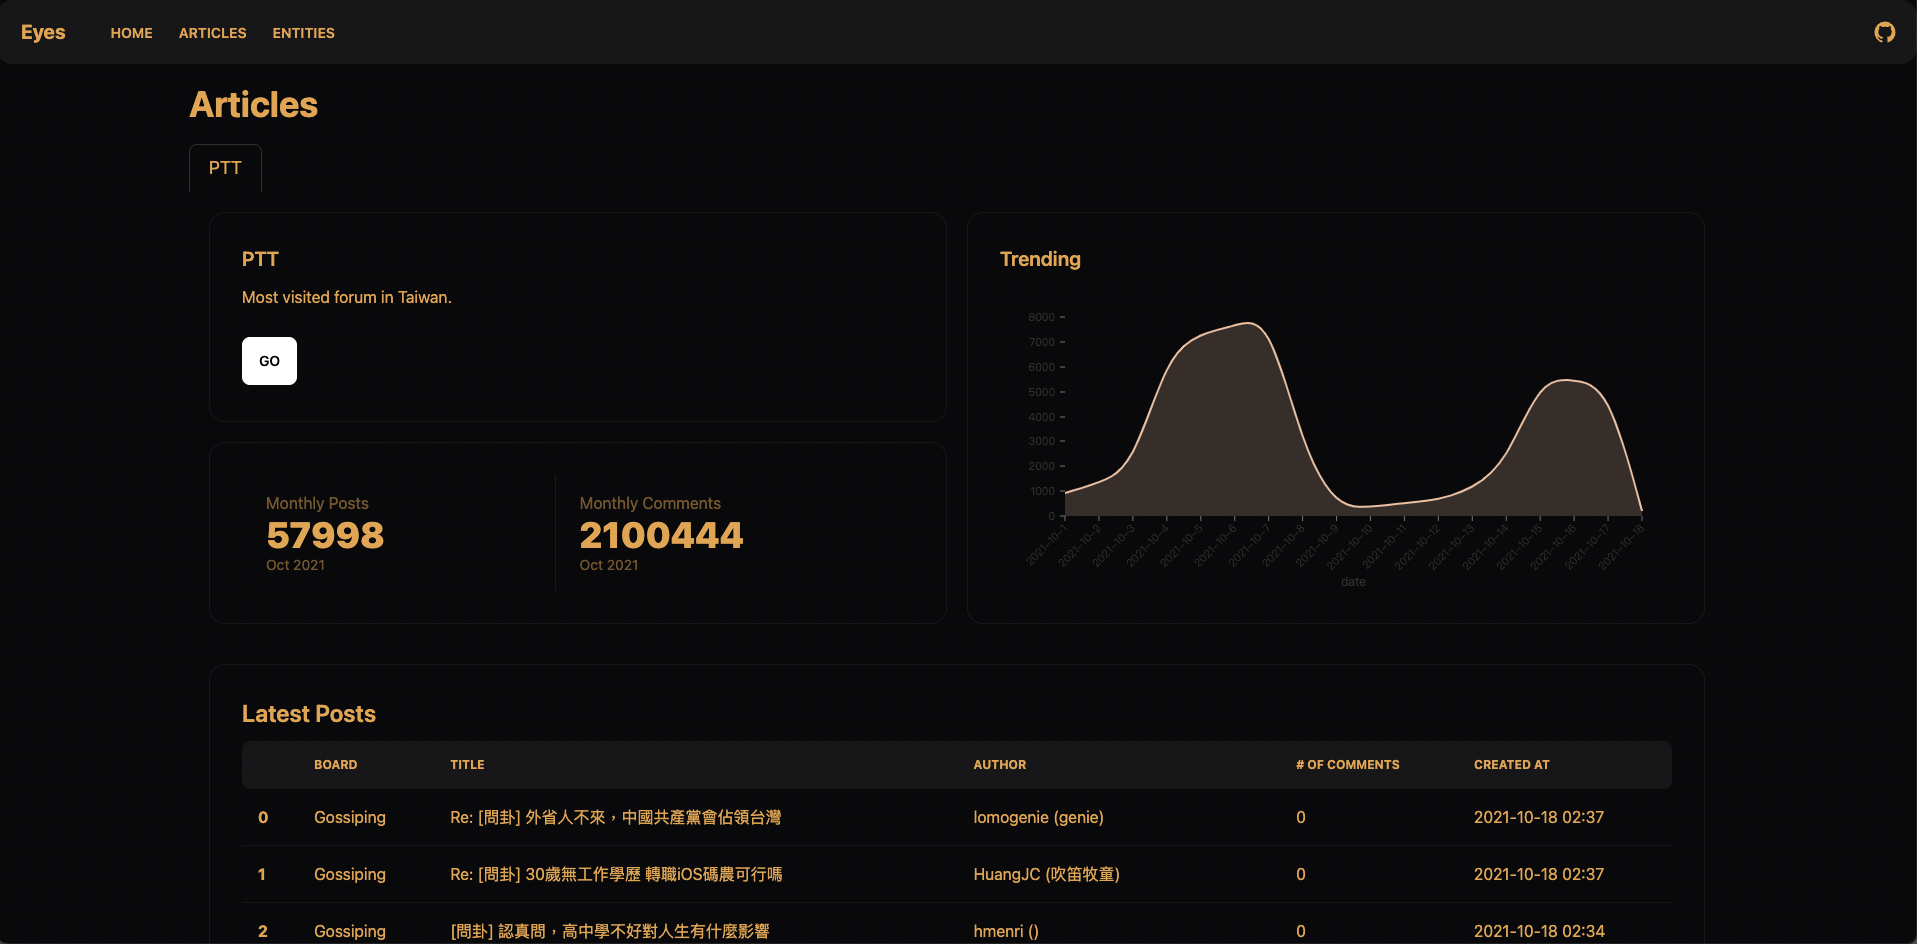 Eyes HOME ARTICLES ENTITIES
Articles
PTT
PTT
Most visited forum in Taiwan.
GO
Monthly Posts
57998
Oct 2021
Monthly Comments
2100444
Oct 2021
Trending
8000
7000
6000
5000
4000
3000
2000
1000
0
2021-10-1 2021-10-2 2021-10-3 2021-10-4 2021-10-5 2021-10-6 2021-10-7 2021-10-8 2021-10-9 2021-10-10 2021-10-11 2021-10-12 2021-10-13 2021-10-14 2021-10-15 2021-10-16 2021-10-17 2021-10-18
date
Latest Posts
BOARD TITLE AUTHOR # OF COMMENTS CREATED AT
0 Gossiping Re: [問卦] 外省人不來，中國共產黨會佔領台灣 lomogenie (genie) 0 2021-10-18 02:37
1 Gossiping Re: [問卦] 30歲無工作學歷 轉職iOS碼農可行嗎 HuangJC (吹笛牧童) 0 2021-10-18 02:37
2 Gossiping [問卦] 認真問，高中學不好對人生有什麼影響 hmenri () 0 2021-10-18 02:34